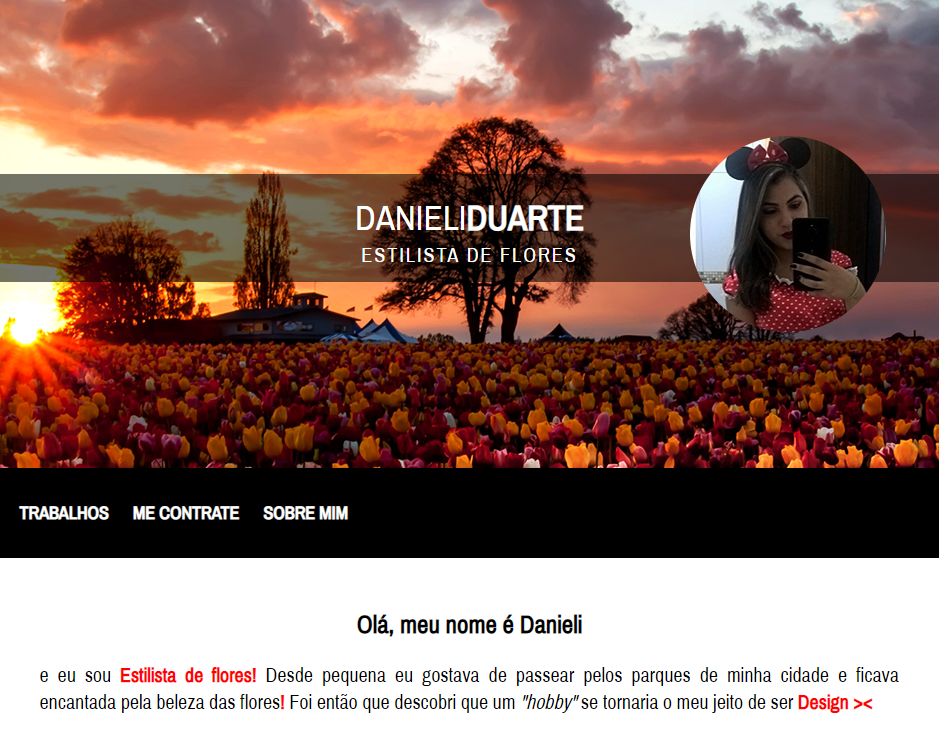 DANIELIDUARTE
ESTILISTA DE FLORES
TRABALHOS ME CONTRATE SOBRE MIM
Olá, meu nome é Danieli
e eu sou Estilista de flores! Desde pequena eu gostava de passear pelos parques de minha cidade e ficava
encantada pela beleza das flores! Foi então que descobri que um "hobby" se tornaria o meu jeito de ser Design ><